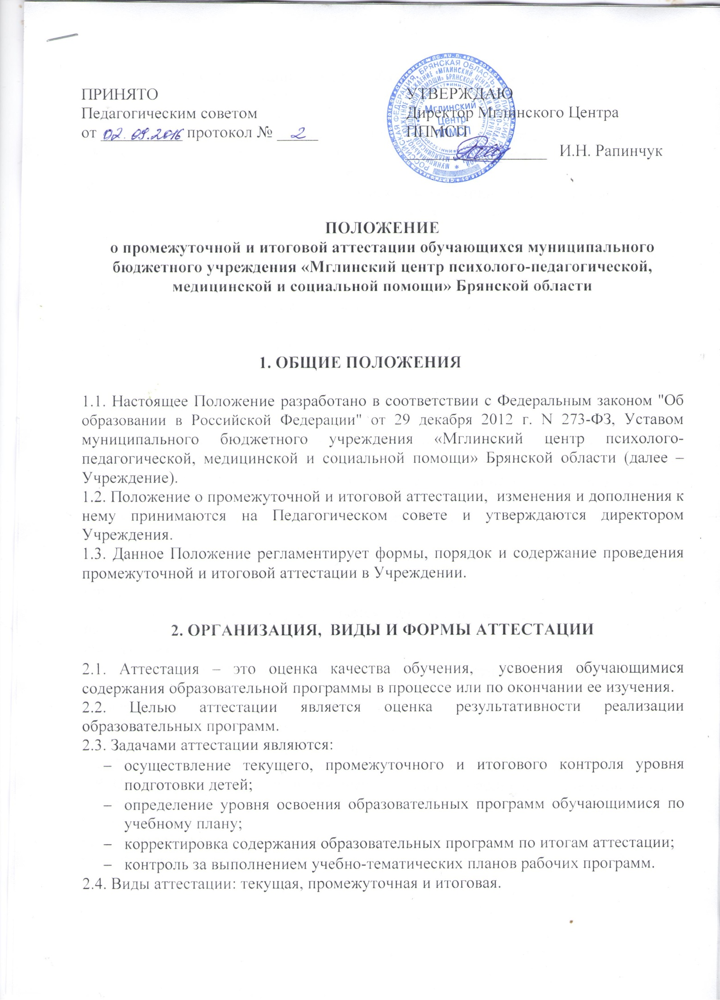 ПРИНЯТО
Педагогическим советом
от 02.09.2016 протокол № 2
УТВЕРЖДАЮ
Директор Мглинского Центра
ППМСП
И.Н. Рапинчук
Мглинский
Центр
ППМСП
ПОЛОЖЕНИЕ
о промежуточной и итоговой аттестации обучающихся муниципального
бюджетного учреждения «Мглинский центр психолого-педагогической,
медицинской и социальной помощи» Брянской области
1. ОБЩИЕ ПОЛОЖЕНИЯ
1.1. Настоящее Положение разработано в соответствии с Федеральным законом "Об
образовании в Российской Федерации" от 29 декабря 2012 г. N 273-ФЗ, Уставом
муниципального бюджетного учреждения «Мглинский центр психолого-
педагогической, медицинской и социальной помощи» Брянской области (далее –
Учреждение).
1.2. Положение о промежуточной и итоговой аттестации, изменения и дополнения к
нему принимаются на Педагогическом совете и утверждаются директором
Учреждения.
1.3. Данное Положение регламентирует формы, порядок и содержание проведения
промежуточной и итоговой аттестации в Учреждении.
2. ОРГАНИЗАЦИЯ, ВИДЫ И ФОРМЫ АТТЕСТАЦИИ
2.1. Аттестация – это оценка качества обучения, усвоения обучающимися
содержания образовательной программы в процессе или по окончании ее изучения.
2.2. Целью аттестации является оценка результативности реализации
образовательных программ.
2.3. Задачами аттестации являются:
– осуществление текущего, промежуточного и итогового контроля уровня
подготовки детей;
– определение уровня освоения образовательных программ обучающимися по
учебному плану;
– корректировка содержания образовательных программ по итогам аттестации;
– контроль за выполнением учебно-тематических планов рабочих программ.
2.4. Виды аттестации: текущая, промежуточная и итоговая.